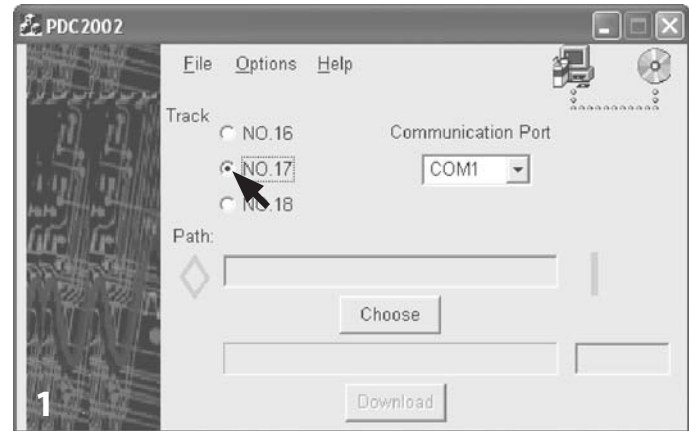 PDC2002
File Options Help
Track
NO.16
Communication Port
NO.17
COM1
NO.18
Path:
Choose
Download
1